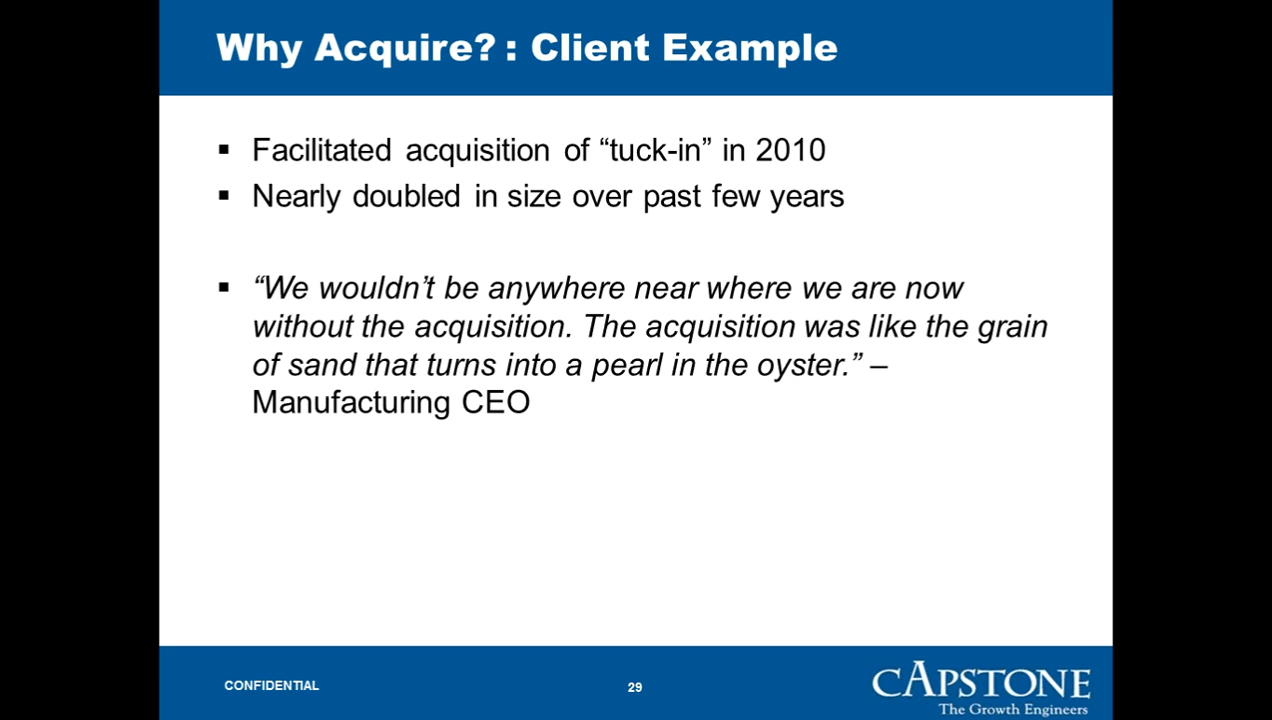 Why Acquire? : Client Example
▪ Facilitated acquisition of “tuck-in” in 2010
▪ Nearly doubled in size over past few years
▪ “We wouldn’t be anywhere near where we are now
without the acquisition. The acquisition was like the grain
of sand that turns into a pearl in the oyster.” –
Manufacturing CEO
CONFIDENTIAL
29
CAPSTONE
The Growth Engineers